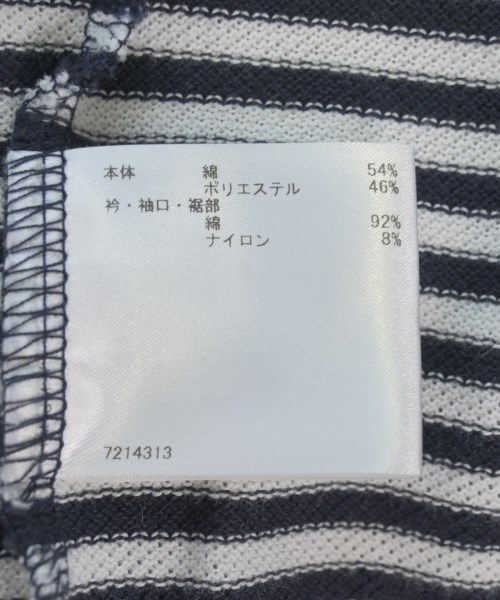 本体 綿 54%
ポリエステル 46%
衿・袖口・裾部
綿 92%
ナイロン 8%
7214313